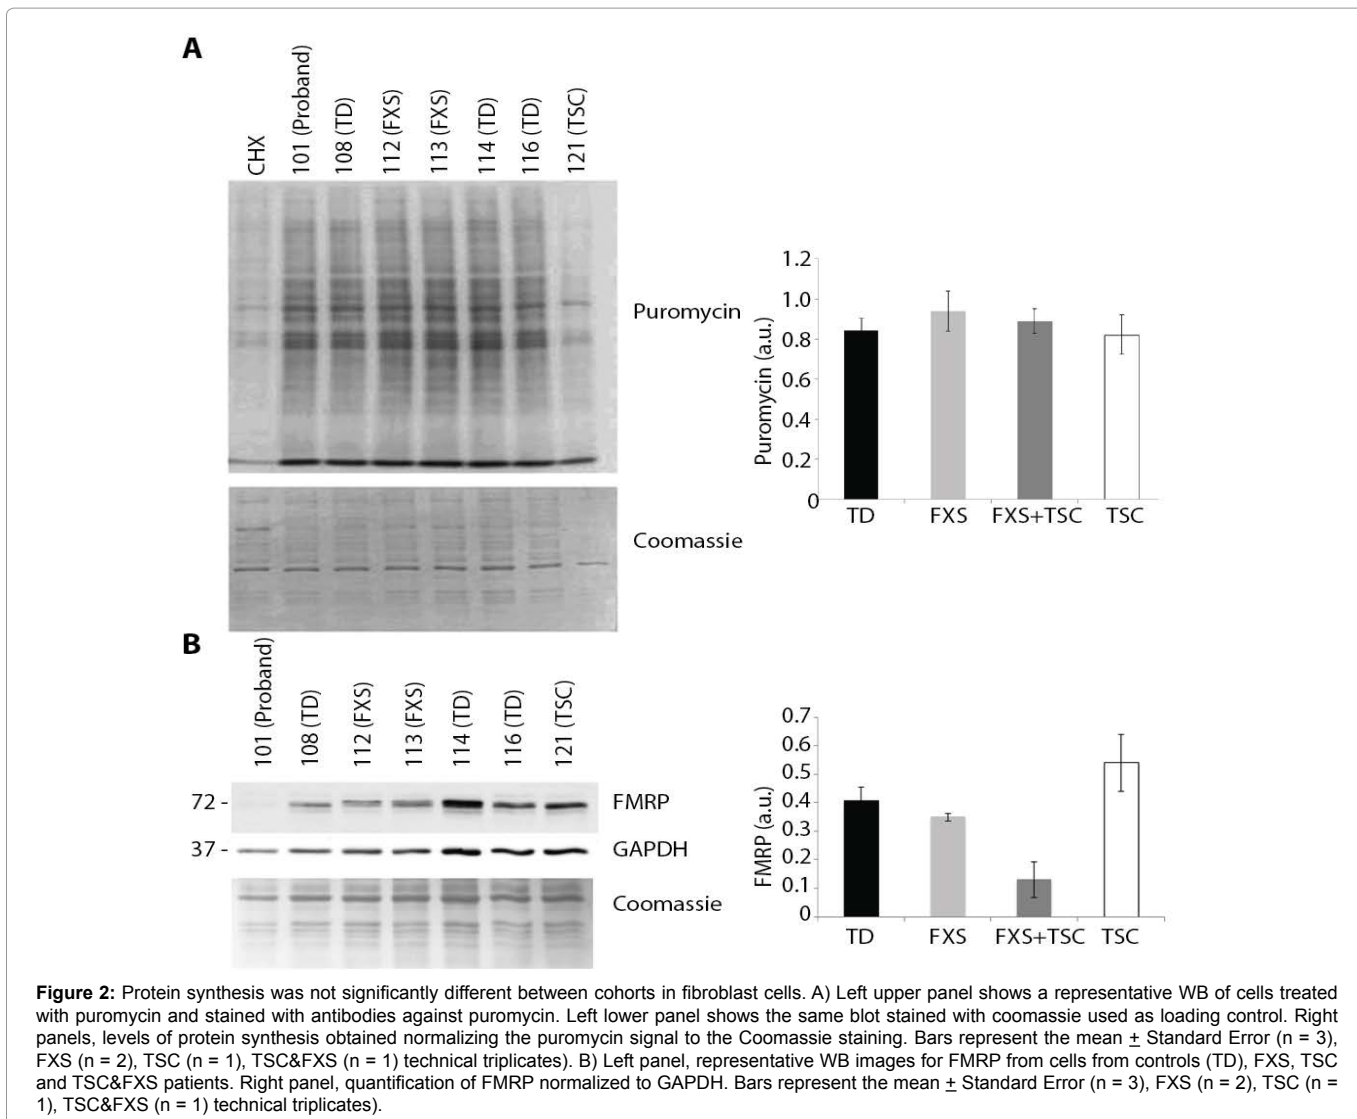 A
CHX
101 (Proband)
108 (TD)
112 (FXS)
113 (FXS)
114 (TD)
116 (TD)
121 (TSC)
Puromycin
Coomassie
Puromycin (a.u.)
1.2
1.0
0.8
0.6
0.4
0.2
0
TD FXS FXS+TSC TSC
B
101 (Proband)
108 (TD)
112 (FXS)
113 (FXS)
114 (TD)
116 (TD)
121 (TSC)
72 -
FMRP
37 -
GAPDH
Coomassie
FMRP (a.u.)
0.7
0.6
0.5
0.4
0.3
0.2
0.1
0
TD FXS FXS+TSC TSC
Figure 2: Protein synthesis was not significantly different between cohorts in fibroblast cells. A) Left upper panel shows a representative WB of cells treated
with puromycin and stained with antibodies against puromycin. Left lower panel shows the same blot stained with coomassie used as loading control. Right
panels, levels of protein synthesis obtained normalizing the puromycin signal to the Coomassie staining. Bars represent the mean ± Standard Error (n = 3),
FXS (n = 2), TSC (n = 1), TSC&FXS (n = 1) technical triplicates). B) Left panel, representative WB images for FMRP from cells from controls (TD), FXS, TSC
and TSC&FXS patients. Right panel, quantification of FMRP normalized to GAPDH. Bars represent the mean ± Standard Error (n = 3), FXS (n = 2), TSC (n =
1), TSC&FXS (n = 1) technical triplicates).